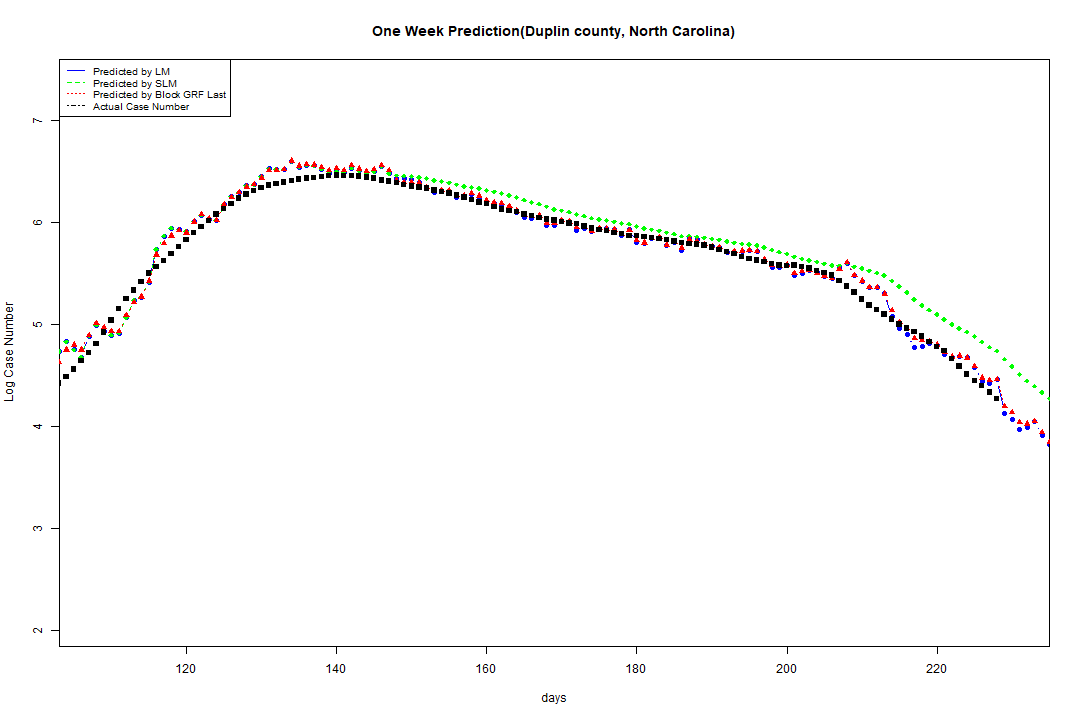 One Week Prediction(Duplin county, North Carolina)
Predicted by LM
Predicted by SLM
Predicted by Block GRF Last
Actual Case Number
7
6
5
4
3
2
Log Case Number
120 140 160 180 200 220
days